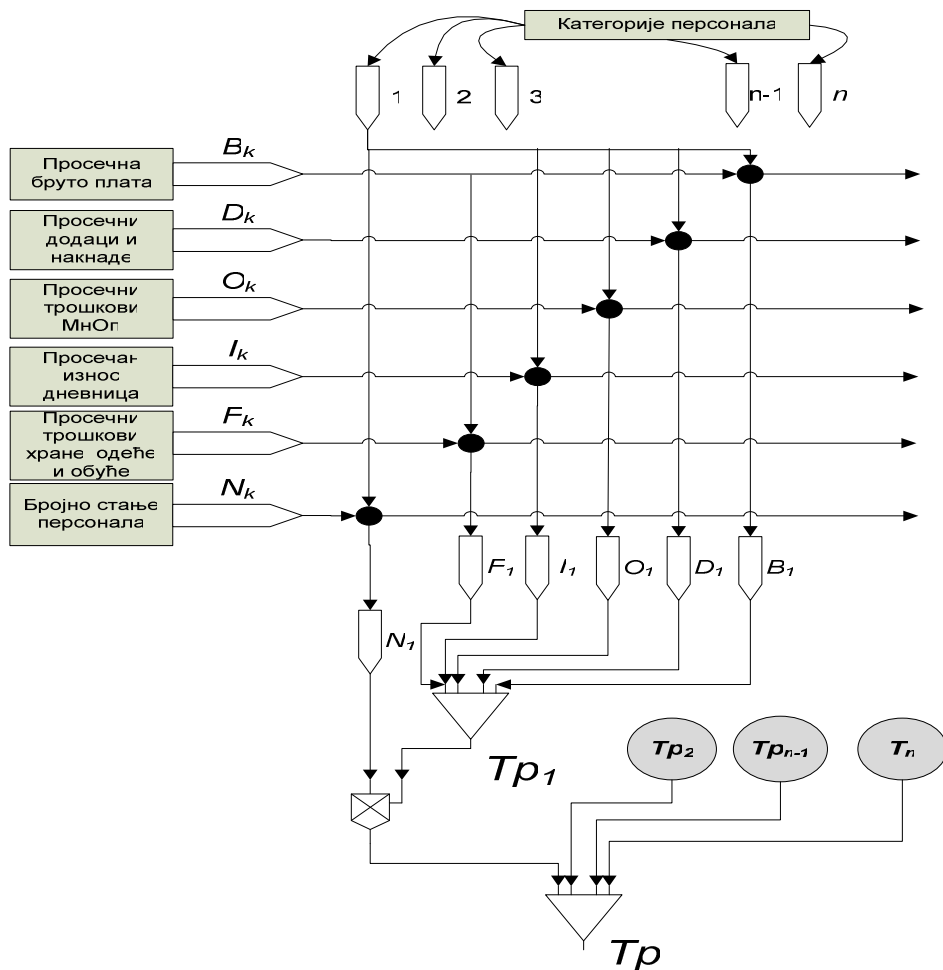 Категорије персонала
1
2
3
n-1
n
Просечна
бруто плата
Bk
Просечни
додаци и
накнаде
Dk
Просечни
трошкови
МнОп
Ok
Просечан
износ
дневница
Ik
Просечни
трошкови
хране одеће
и обуће
Fk
Бројно стање
персонала
Nk
F1
I1
O1
D1
B1
N1
Tp1
Tp2
Tpn-1
Tn
Tp